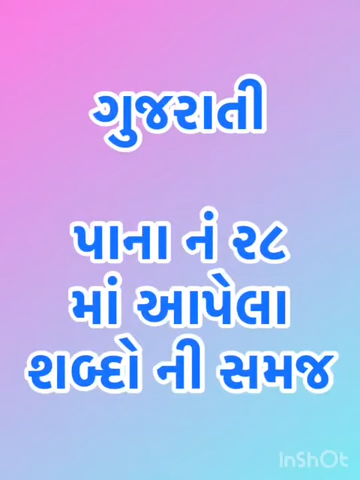 ગુજરાતી
પાના નં ૨૮
માં આપેલા
શબ્દો ની સમજ
InShOt